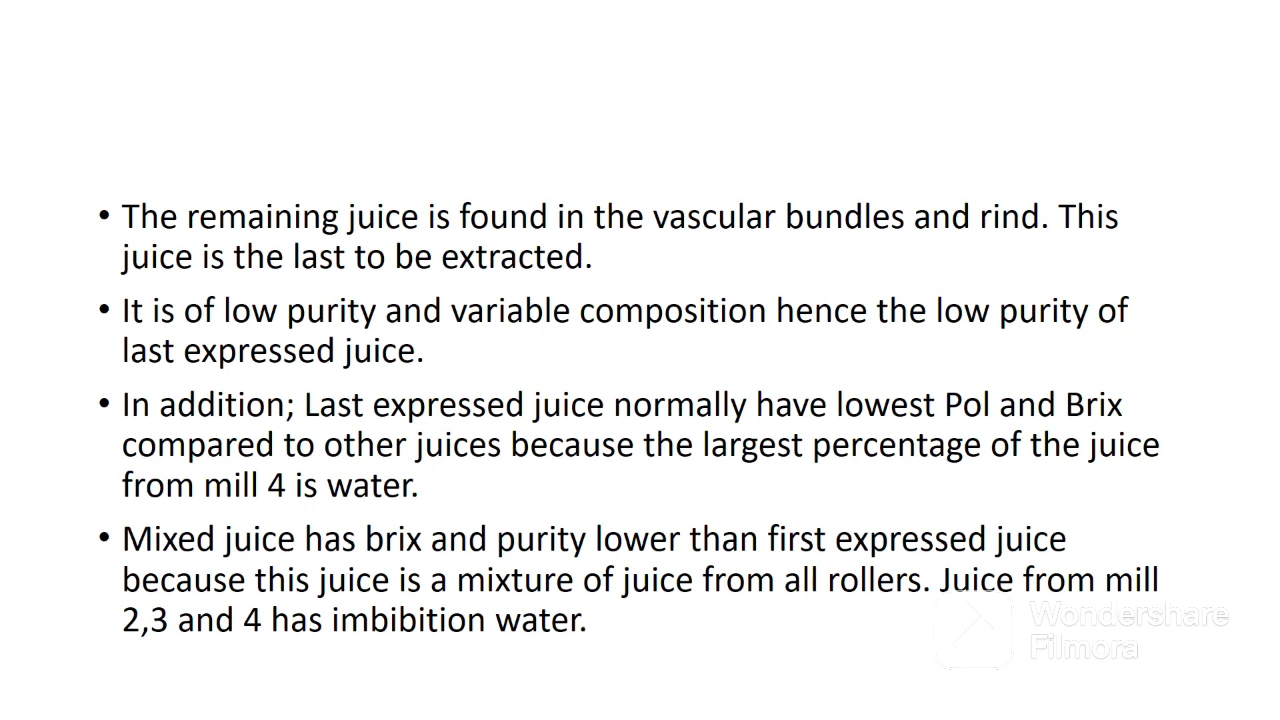 • The remaining juice is found in the vascular bundles and rind. This
juice is the last to be extracted.
• It is of low purity and variable composition hence the low purity of
last expressed juice.
• In addition; Last expressed juice normally have lowest Pol and Brix
compared to other juices because the largest percentage of the juice
from mill 4 is water.
• Mixed juice has brix and purity lower than first expressed juice
because this juice is a mixture of juice from all rollers. Juice from mill
2,3 and 4 has imbibition water.
Wondershare
Filmora